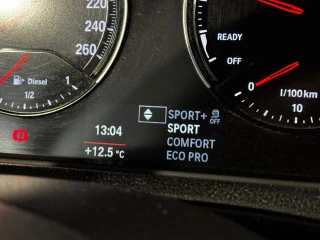 220
240
260
READY
OFF
Diesel
1/2
1
0
l/100 km
10
13:04
+12.5 °C
SPORT+ OFF
SPORT
COMFORT
ECO PRO